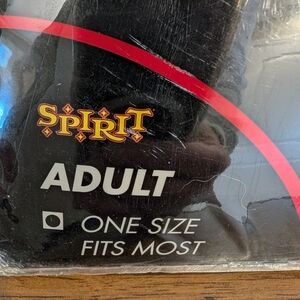 SPIRIT
ADULT
ONE SIZE
FITS MOST